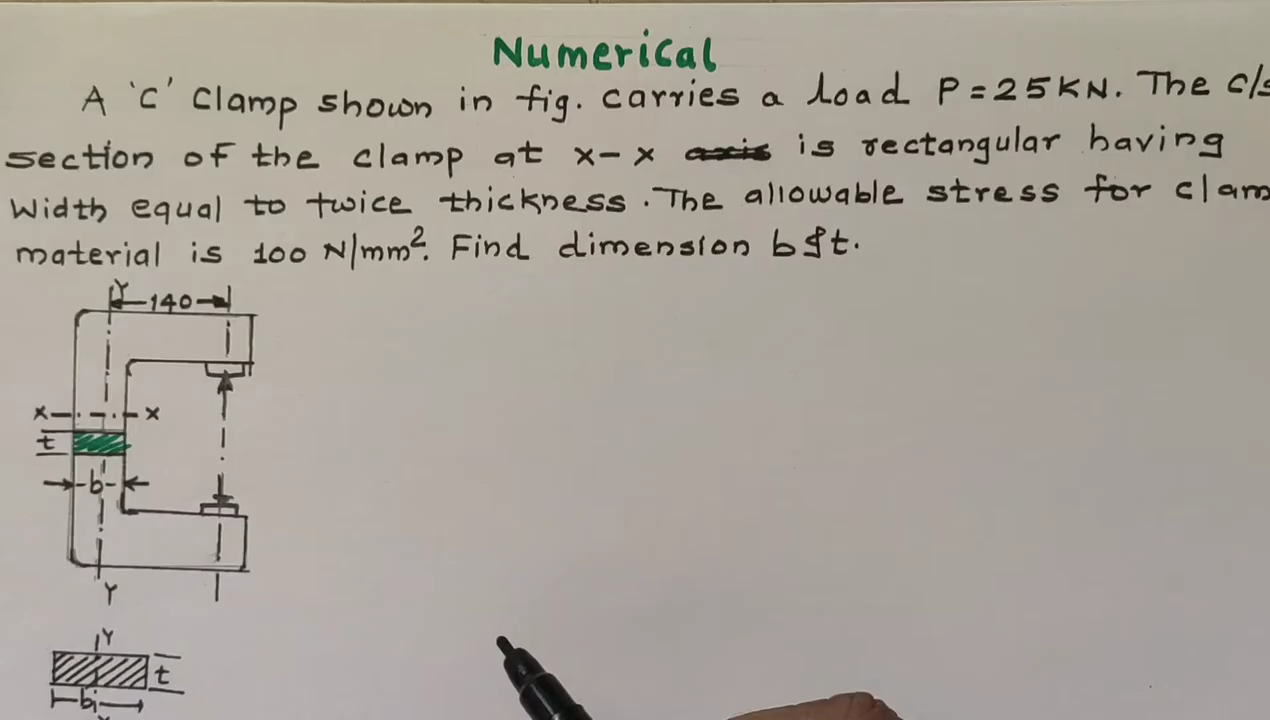 Numerical
A 'C' Clamp shown in fig. carries a load P=25KN. The c/s
section of the clamp at x-x axis is rectangular having
Width equal to twice thickness. The allowable stress for clam
material is 100 N/mm². Find dimension b & t.
Y
140
X X
t
b
Y
Y
t
b